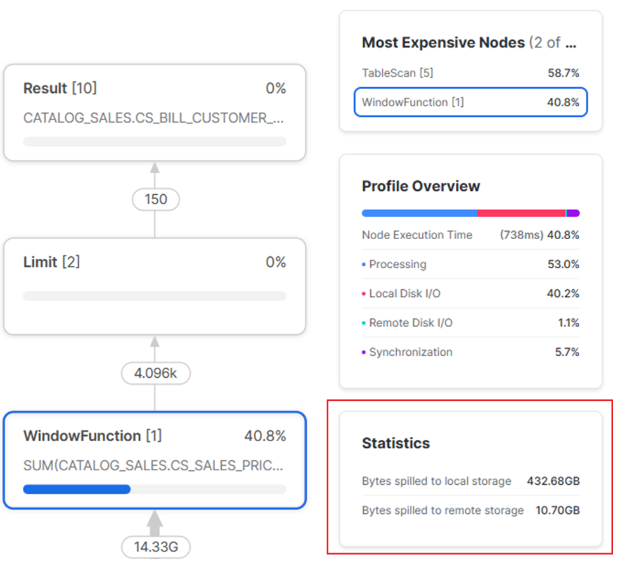 Result [10] 0%
CATALOG_SALES.CS_BILL_CUSTOMER_...
150
Limit [2] 0%
4.096k
WindowFunction [1] 40.8%
SUM(CATALOG_SALES.CS_SALES_PRIC...
14.33G
Most Expensive Nodes (2 of ...
TableScan [5] 58.7%
WindowFunction [1] 40.8%
Profile Overview
Node Execution Time (738ms) 40.8%
Processing 53.0%
Local Disk I/O 40.2%
Remote Disk I/O 1.1%
Synchronization 5.7%
Statistics
Bytes spilled to local storage 432.68GB
Bytes spilled to remote storage 10.70GB